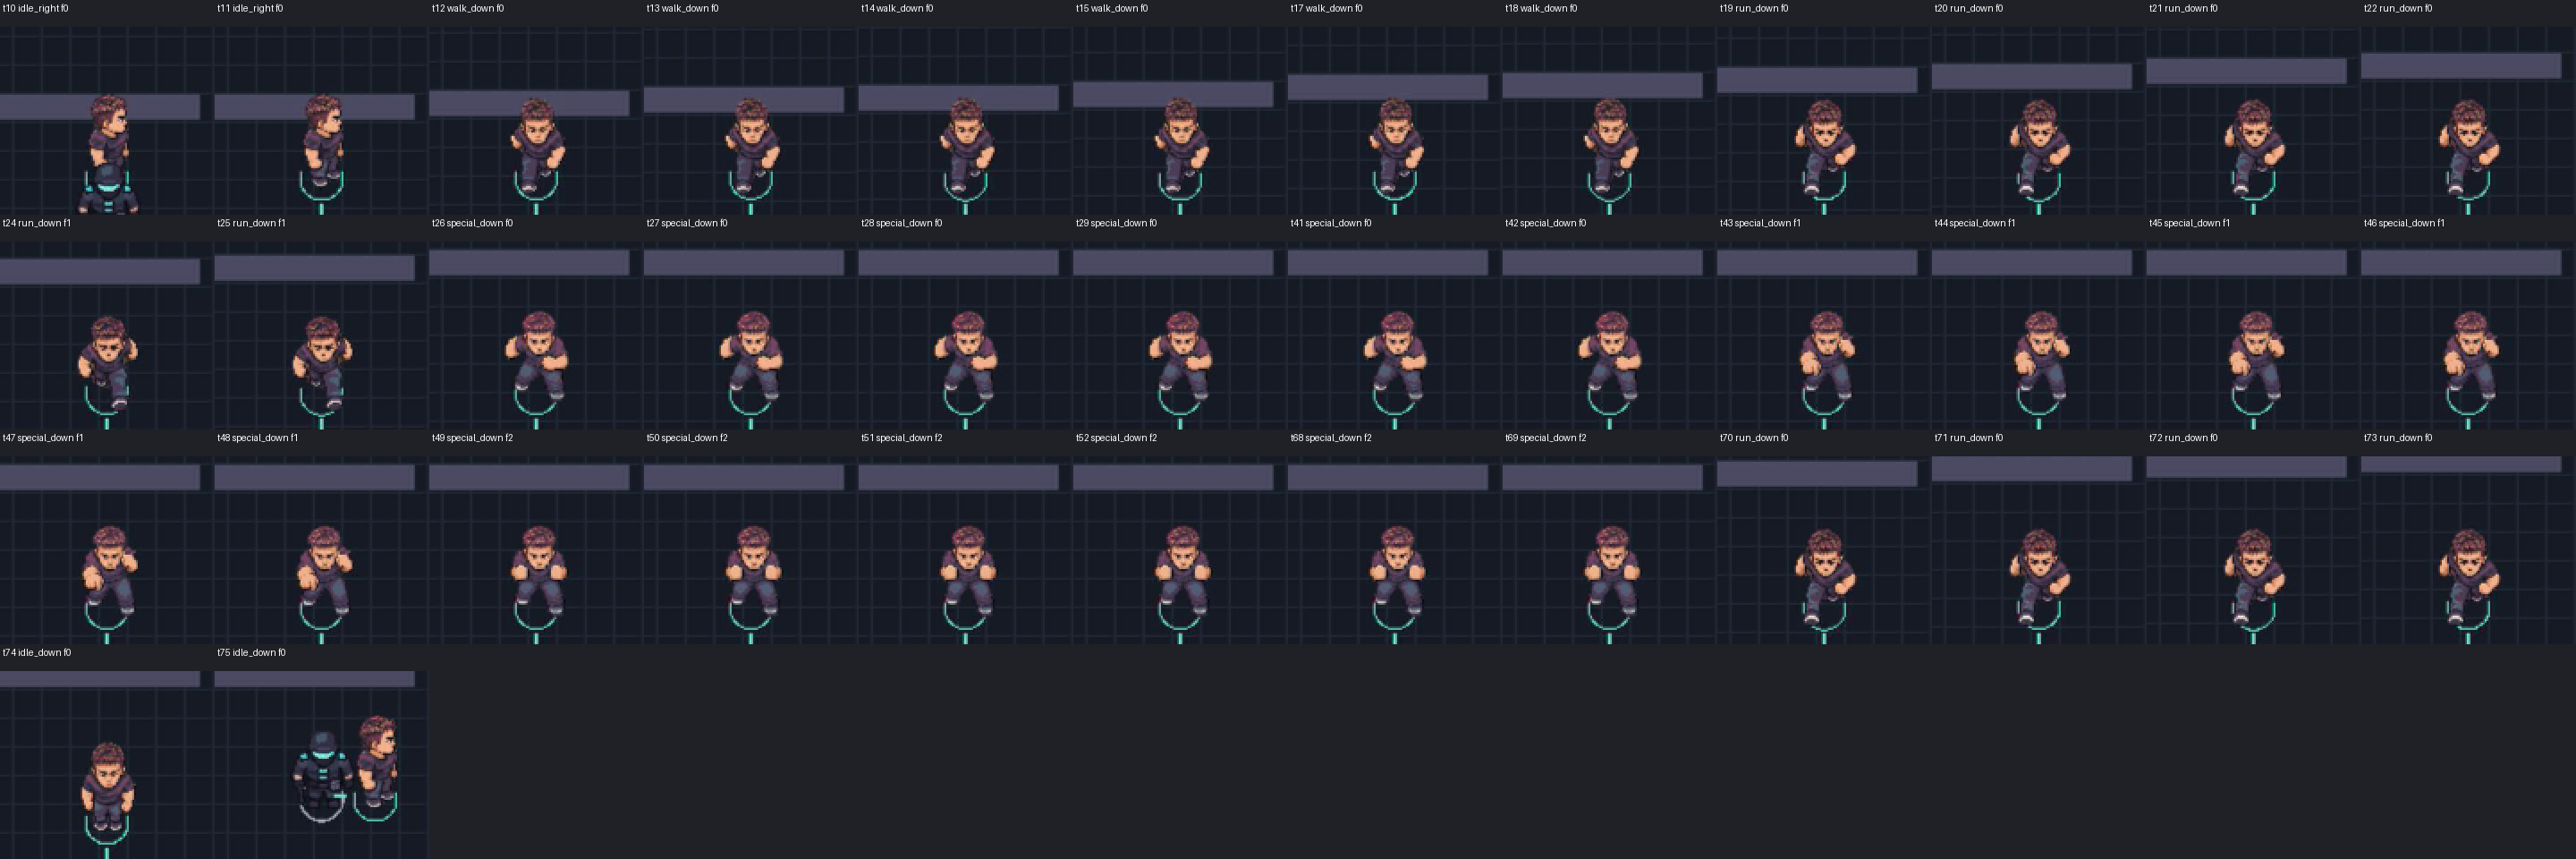 t10 idle_right f0 t11 idle_right f0 t12 walk_down f0 t13 walk_down f0 t14 walk_down f0 t15 walk_down f0 t17 walk_down f0 t18 walk_down f0 t19 run_down f0 t20 run_down f0 t21 run_down f0 t22 run_down f0
t24 run_down f1 t25 run_down f1 t26 special_down f0 t27 special_down f0 t28 special_down f0 t29 special_down f0 t41 special_down f0 t42 special_down f0 t43 special_down f1 t44 special_down f1 t45 special_down f1 t46 special_down f1
t47 special_down f1 t48 special_down f1 t49 special_down f2 t50 special_down f2 t51 special_down f2 t52 special_down f2 t68 special_down f2 t69 special_down f2 t70 run_down f0 t71 run_down f0 t72 run_down f0 t73 run_down f0
t74 idle_down f0 t75 idle_down f0